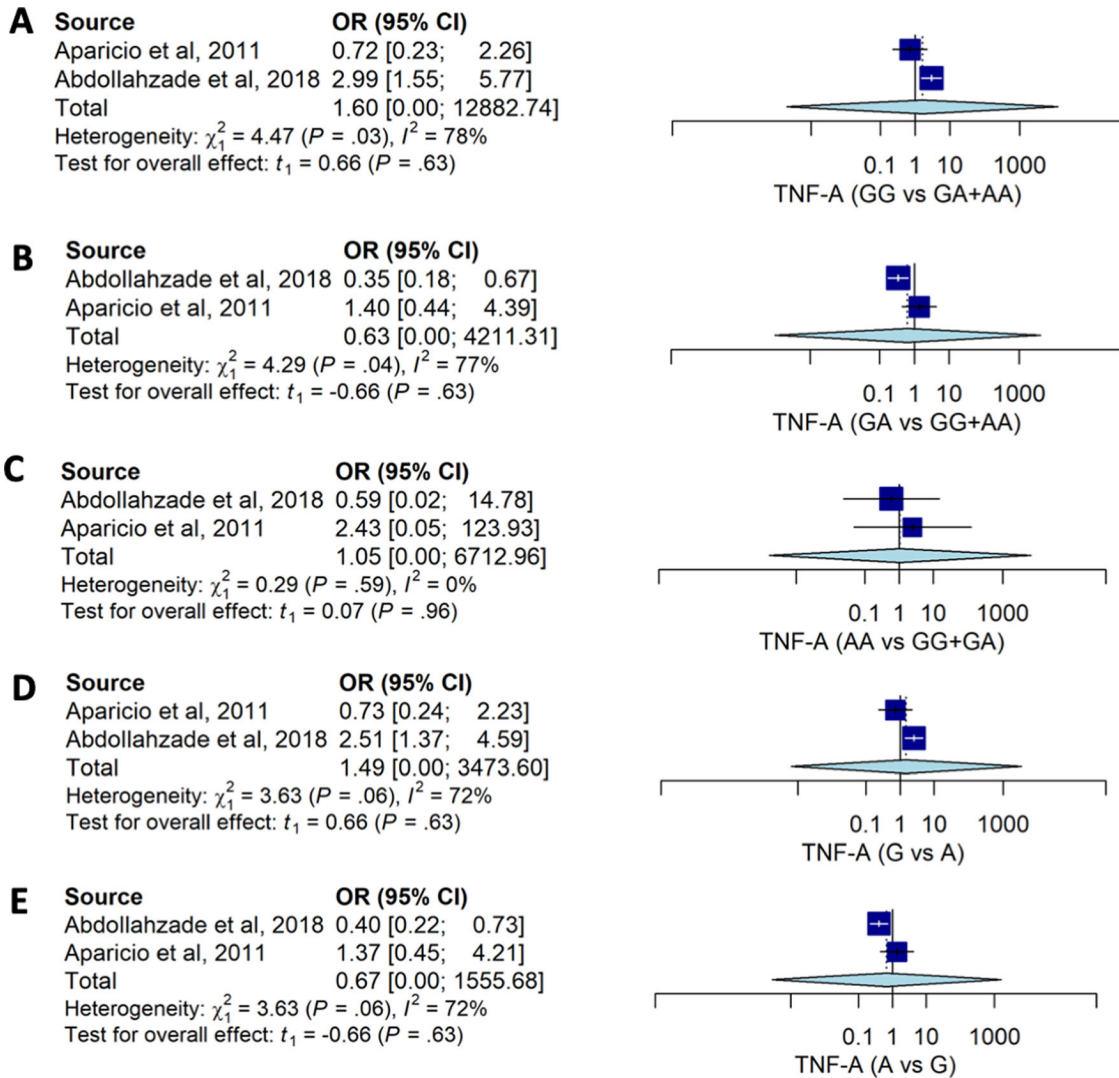 A
Source OR (95% CI)
Aparicio et al, 2011 0.72 [0.23; 2.26]
Abdollahzade et al, 2018 2.99 [1.55; 5.77]
Total 1.60 [0.00; 12882.74]
Heterogeneity: χ²₁ = 4.47 (P = .03), I² = 78%
Test for overall effect: t₁ = 0.66 (P = .63)
0.1 1 10 1000
TNF-A (GG vs GA+AA)
B
Source OR (95% CI)
Abdollahzade et al, 2018 0.35 [0.18; 0.67]
Aparicio et al, 2011 1.40 [0.44; 4.39]
Total 0.63 [0.00; 4211.31]
Heterogeneity: χ²₁ = 4.29 (P = .04), I² = 77%
Test for overall effect: t₁ = -0.66 (P = .63)
0.1 1 10 1000
TNF-A (GA vs GG+AA)
C
Source OR (95% CI)
Abdollahzade et al, 2018 0.59 [0.02; 14.78]
Aparicio et al, 2011 2.43 [0.05; 123.93]
Total 1.05 [0.00; 6712.96]
Heterogeneity: χ²₁ = 0.29 (P = .59), I² = 0%
Test for overall effect: t₁ = 0.07 (P = .96)
0.1 1 10 1000
TNF-A (AA vs GG+GA)
D
Source OR (95% CI)
Aparicio et al, 2011 0.73 [0.24; 2.23]
Abdollahzade et al, 2018 2.51 [1.37; 4.59]
Total 1.49 [0.00; 3473.60]
Heterogeneity: χ²₁ = 3.63 (P = .06), I² = 72%
Test for overall effect: t₁ = 0.66 (P = .63)
0.1 1 10 1000
TNF-A (G vs A)
E
Source OR (95% CI)
Abdollahzade et al, 2018 0.40 [0.22; 0.73]
Aparicio et al, 2011 1.37 [0.45; 4.21]
Total 0.67 [0.00; 1555.68]
Heterogeneity: χ²₁ = 3.63 (P = .06), I² = 72%
Test for overall effect: t₁ = -0.66 (P = .63)
0.1 1 10 1000
TNF-A (A vs G)